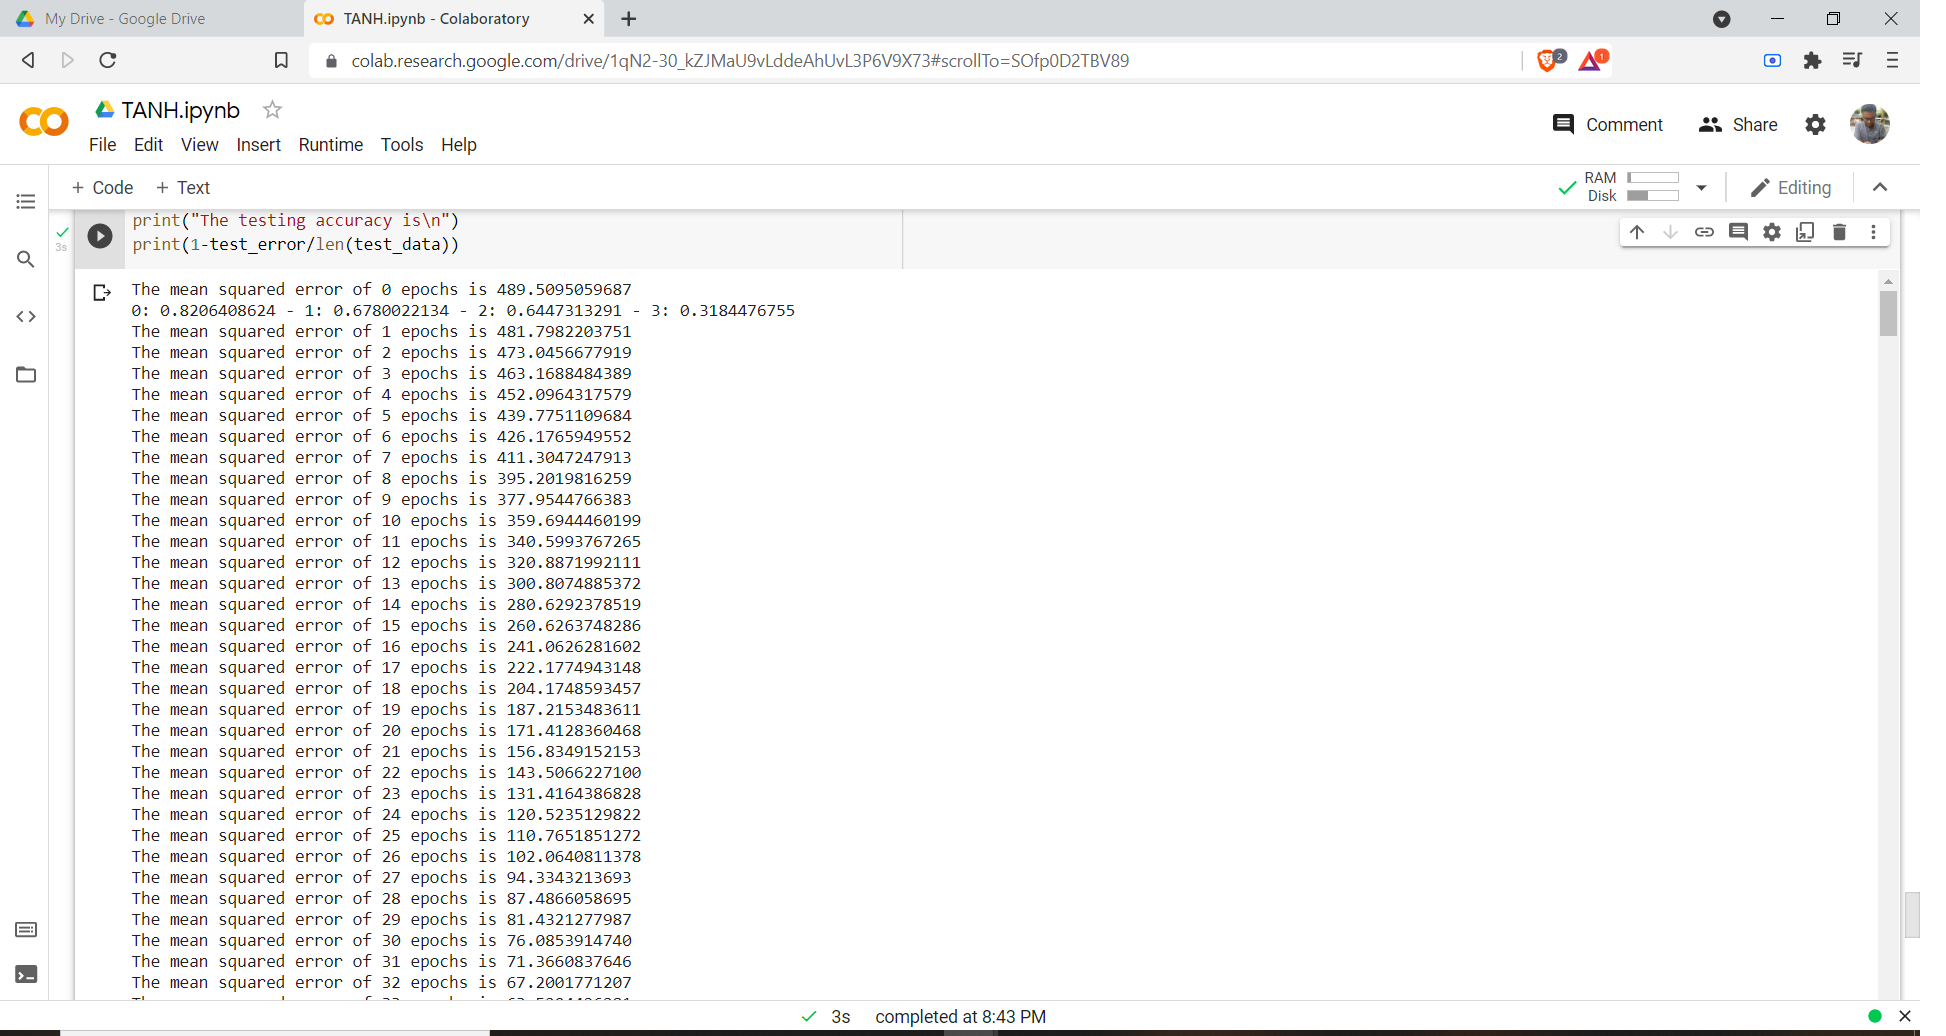 My Drive - Google Drive
TANH.ipynb - Colaboratory
colab.research.google.com/drive/1qN2-30_kZJMaU9vLddeAhUvL3P6V9X73#scrollTo=SOfp0D2TBV89
2
1
TANH.ipynb
Comment
Share
File Edit View Insert Runtime Tools Help
+ Code + Text
RAM
Disk
Editing
3s
print("The testing accuracy is\n")
print(1-test_error/len(test_data))
The mean squared error of 0 epochs is 489.5095059687
0: 0.8206408624 - 1: 0.6780022134 - 2: 0.6447313291 - 3: 0.3184476755
The mean squared error of 1 epochs is 481.7982203751
The mean squared error of 2 epochs is 473.0456677919
The mean squared error of 3 epochs is 463.1688484389
The mean squared error of 4 epochs is 452.0964317579
The mean squared error of 5 epochs is 439.7751109684
The mean squared error of 6 epochs is 426.1765949552
The mean squared error of 7 epochs is 411.3047247913
The mean squared error of 8 epochs is 395.2019816259
The mean squared error of 9 epochs is 377.9544766383
The mean squared error of 10 epochs is 359.6944460199
The mean squared error of 11 epochs is 340.5993767265
The mean squared error of 12 epochs is 320.8871992111
The mean squared error of 13 epochs is 300.8074885372
The mean squared error of 14 epochs is 280.6292378519
The mean squared error of 15 epochs is 260.6263748286
The mean squared error of 16 epochs is 241.0626281602
The mean squared error of 17 epochs is 222.1774943148
The mean squared error of 18 epochs is 204.1748593457
The mean squared error of 19 epochs is 187.2153483611
The mean squared error of 20 epochs is 171.4128360468
The mean squared error of 21 epochs is 156.8349152153
The mean squared error of 22 epochs is 143.5066227100
The mean squared error of 23 epochs is 131.4164386828
The mean squared error of 24 epochs is 120.5235129822
The mean squared error of 25 epochs is 110.7651851272
The mean squared error of 26 epochs is 102.0640811378
The mean squared error of 27 epochs is 94.3343213693
The mean squared error of 28 epochs is 87.4866058695
The mean squared error of 29 epochs is 81.4321277987
The mean squared error of 30 epochs is 76.0853914740
The mean squared error of 31 epochs is 71.3660837646
The mean squared error of 32 epochs is 67.2001771207
3s completed at 8:43 PM